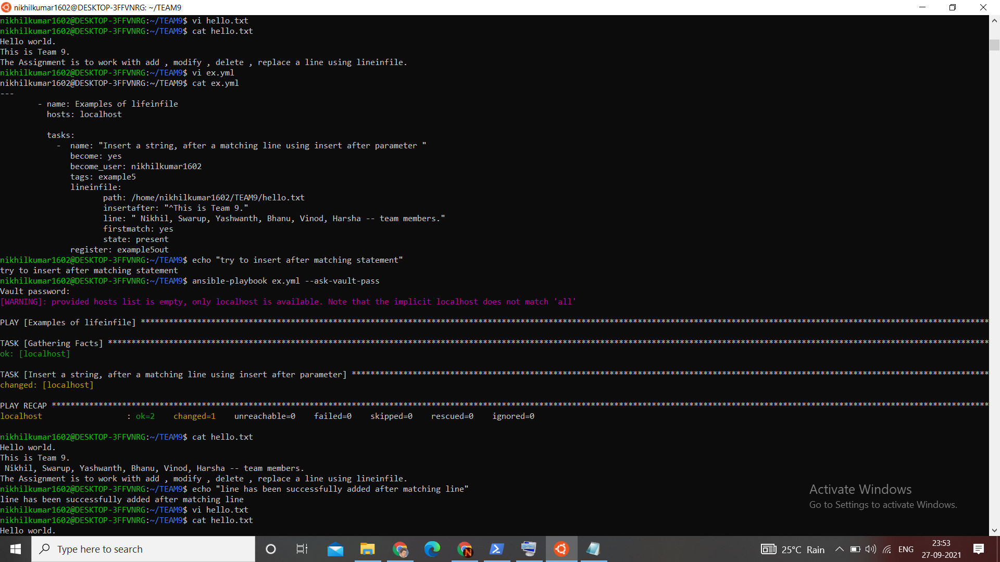 nikhilkumar1602@DESKTOP-3FFVNRG: ~/TEAM9
nikhilkumar1602@DESKTOP-3FFVNRG:~/TEAM9$ vi hello.txt
nikhilkumar1602@DESKTOP-3FFVNRG:~/TEAM9$ cat hello.txt
Hello world.
This is Team 9.
The Assignment is to work with add , modify , delete , replace a line using lineinfile.
nikhilkumar1602@DESKTOP-3FFVNRG:~/TEAM9$ vi ex.yml
nikhilkumar1602@DESKTOP-3FFVNRG:~/TEAM9$ cat ex.yml
---
        - name: Examples of lifeinfile
          hosts: localhost

          tasks:
            -  name: "Insert a string, after a matching line using insert after parameter "
               become: yes
               become_user: nikhilkumar1602
               tags: example5
               lineinfile:
                      path: /home/nikhilkumar1602/TEAM9/hello.txt
                      insertafter: "^This is Team 9."
                      line: " Nikhil, Swarup, Yashwanth, Bhanu, Vinod, Harsha -- team members."
                      firstmatch: yes
                      state: present
               register: example5out
nikhilkumar1602@DESKTOP-3FFVNRG:~/TEAM9$ echo "try to insert after matching statement"
try to insert after matching statement
nikhilkumar1602@DESKTOP-3FFVNRG:~/TEAM9$ ansible-playbook ex.yml --ask-vault-pass
Vault password:
[WARNING]: provided hosts list is empty, only localhost is available. Note that the implicit localhost does not match 'all'

PLAY [Examples of lifeinfile] *************************************************************************************************************************************************************************************

TASK [Gathering Facts] ********************************************************************************************************************************************************************************************
ok: [localhost]

TASK [Insert a string, after a matching line using insert after parameter] ****************************************************************************************************************************************
changed: [localhost]

PLAY RECAP ********************************************************************************************************************************************************************************************************
localhost                  : ok=2    changed=1    unreachable=0    failed=0    skipped=0    rescued=0    ignored=0

nikhilkumar1602@DESKTOP-3FFVNRG:~/TEAM9$ cat hello.txt
Hello world.
This is Team 9.
 Nikhil, Swarup, Yashwanth, Bhanu, Vinod, Harsha -- team members.
The Assignment is to work with add , modify , delete , replace a line using lineinfile.
nikhilkumar1602@DESKTOP-3FFVNRG:~/TEAM9$ echo "line has been successfully added after matching line"
line has been successfully added after matching line
nikhilkumar1602@DESKTOP-3FFVNRG:~/TEAM9$ vi hello.txt
nikhilkumar1602@DESKTOP-3FFVNRG:~/TEAM9$ cat hello.txt
Hello world.
Activate Windows
Go to Settings to activate Windows.
Type here to search
N
25°C Rain
ENG
23:53
27-09-2021